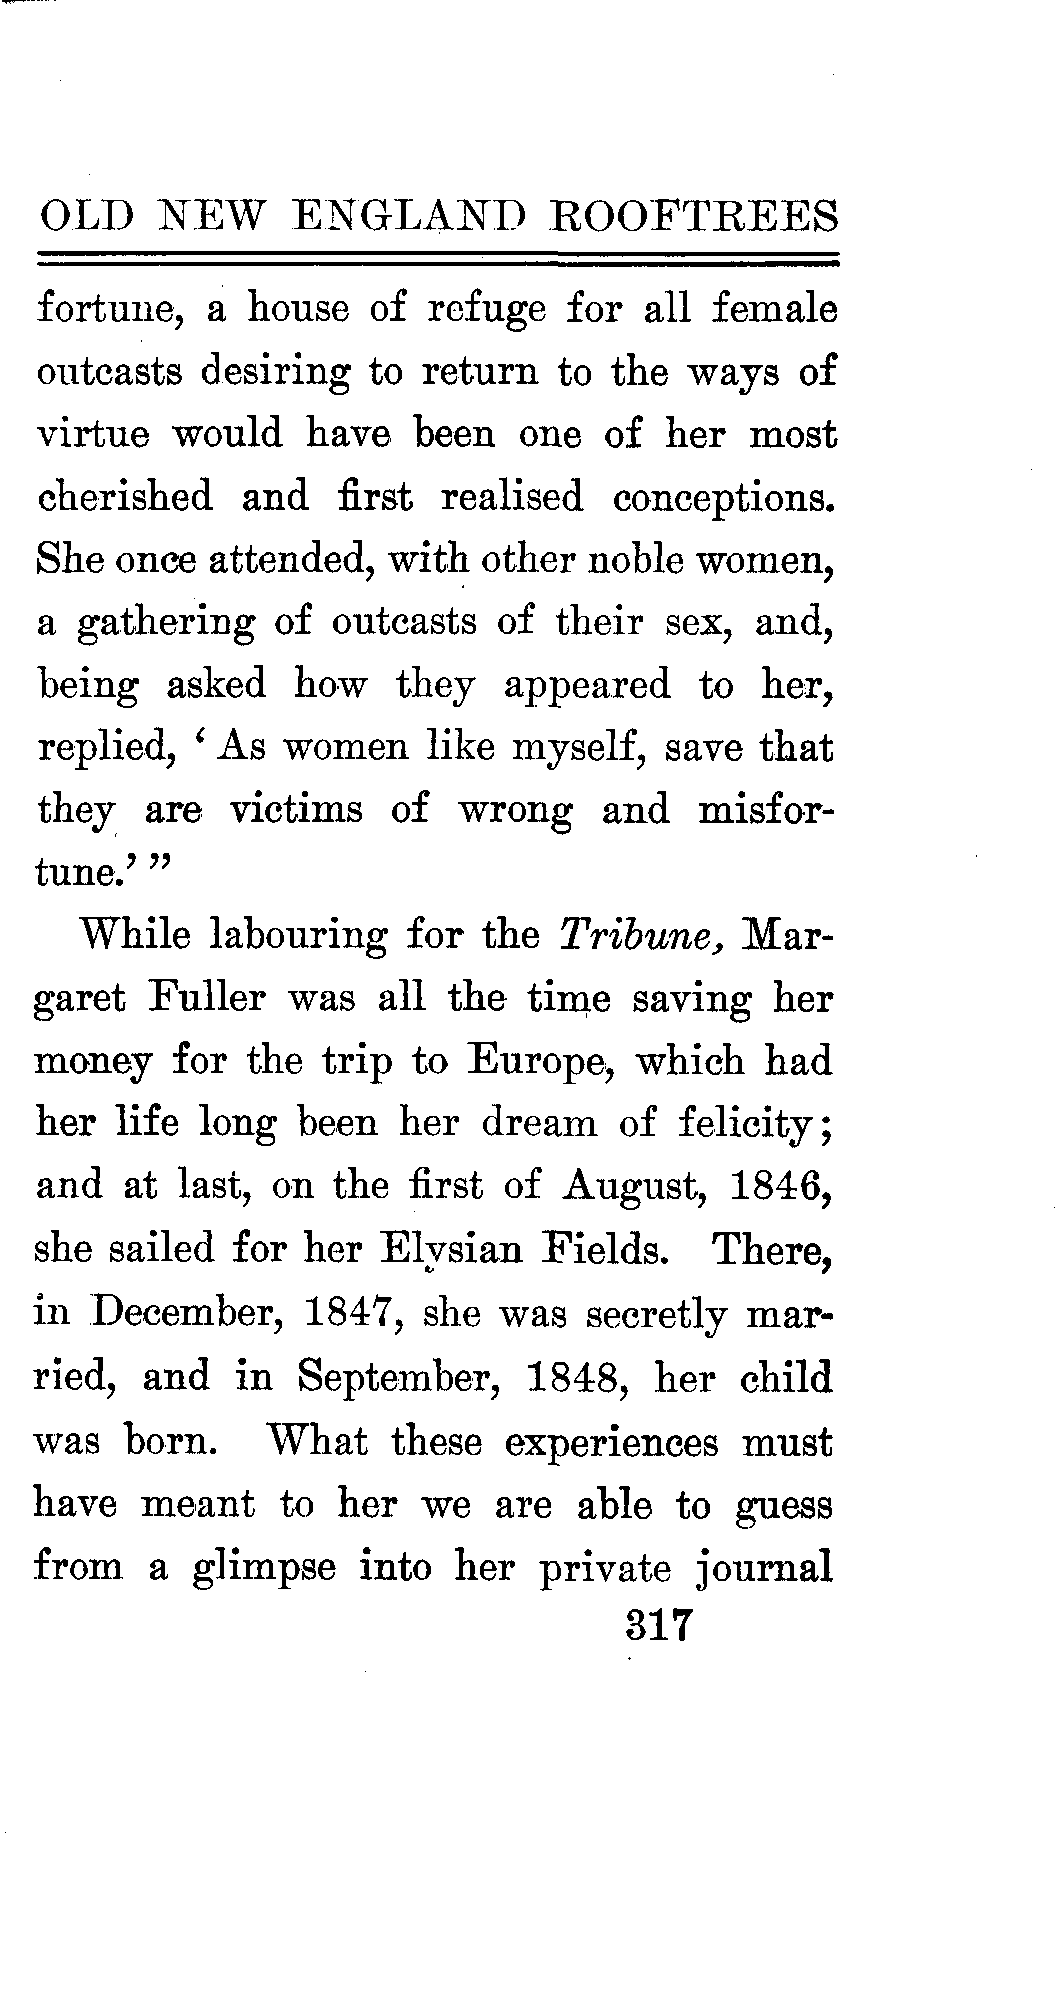 OLD NEW ENGLAND ROOFTREES
fortune, a house of refuge for all female
outcasts desiring to return to the ways of
virtue would have been one of her most
cherished and first realised conceptions.
She once attended, with other noble women,
a gathering of outcasts of their sex, and,
being asked how they appeared to her,
replied, ‘ As women like myself, save that
they are victims of wrong and misfor-
tune.’ ”
While labouring for the Tribune, Mar-
garet Fuller was all the time saving her
money for the trip to Europe, which had
her life long been her dream of felicity;
and at last, on the first of August, 1846,
she sailed for her Elysian Fields. There,
in December, 1847, she was secretly mar-
ried, and in September, 1848, her child
was born. What these experiences must
have meant to her we are able to guess
from a glimpse into her private journal
317